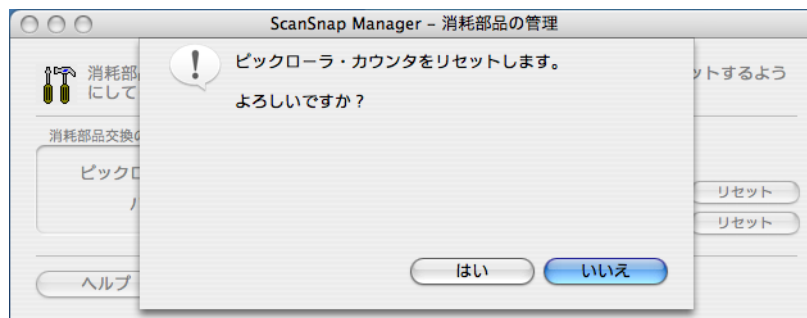 ScanSnap Manager – 消耗部品の管理
ピックローラ・カウンタをリセットします。
よろしいですか？
消耗部
ットするよう
にして
消耗部品交換の
ピックロ
リセット
リセット
はい
いいえ
ヘルプ